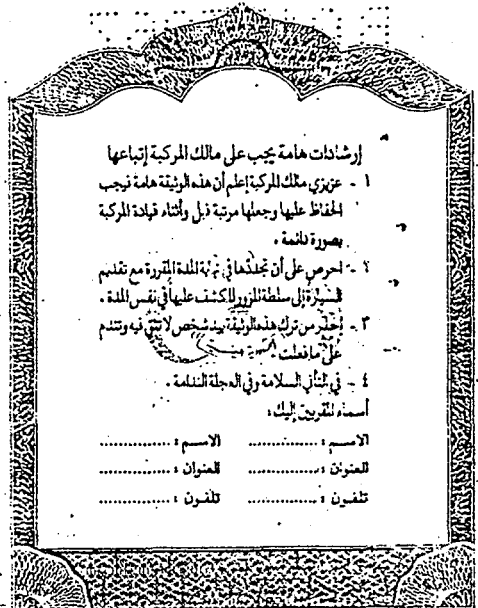 إرشادات هامة يجب على مالك المركبة إتباعها
١ - عزيزي مالك المركبة إعلم أن هذه الوثيقة هامة فيجب
الحفاظ عليها وجعلها مرتبة قبل وأثناء قيادة المركبة
بصورة دائمة .
٢ - احرص على أن تجددها في نهاية المدة المقررة مع تقديم
السيارة إلى سلطة المرور للكشف عليها في نفس المدة .
٣ - إحذر من ترك هذه الوثيقة بيد شخص لا تثق فيه وتندم
على ما فعلت
٤ - في التأني السلامة وفي العجلة الندامة .
أسماء المقربين إليك :
الاسم : .............. الاسم : ..............
العنوان : .............. العنوان : ..............
تلفون : .............. تلفون : ..............